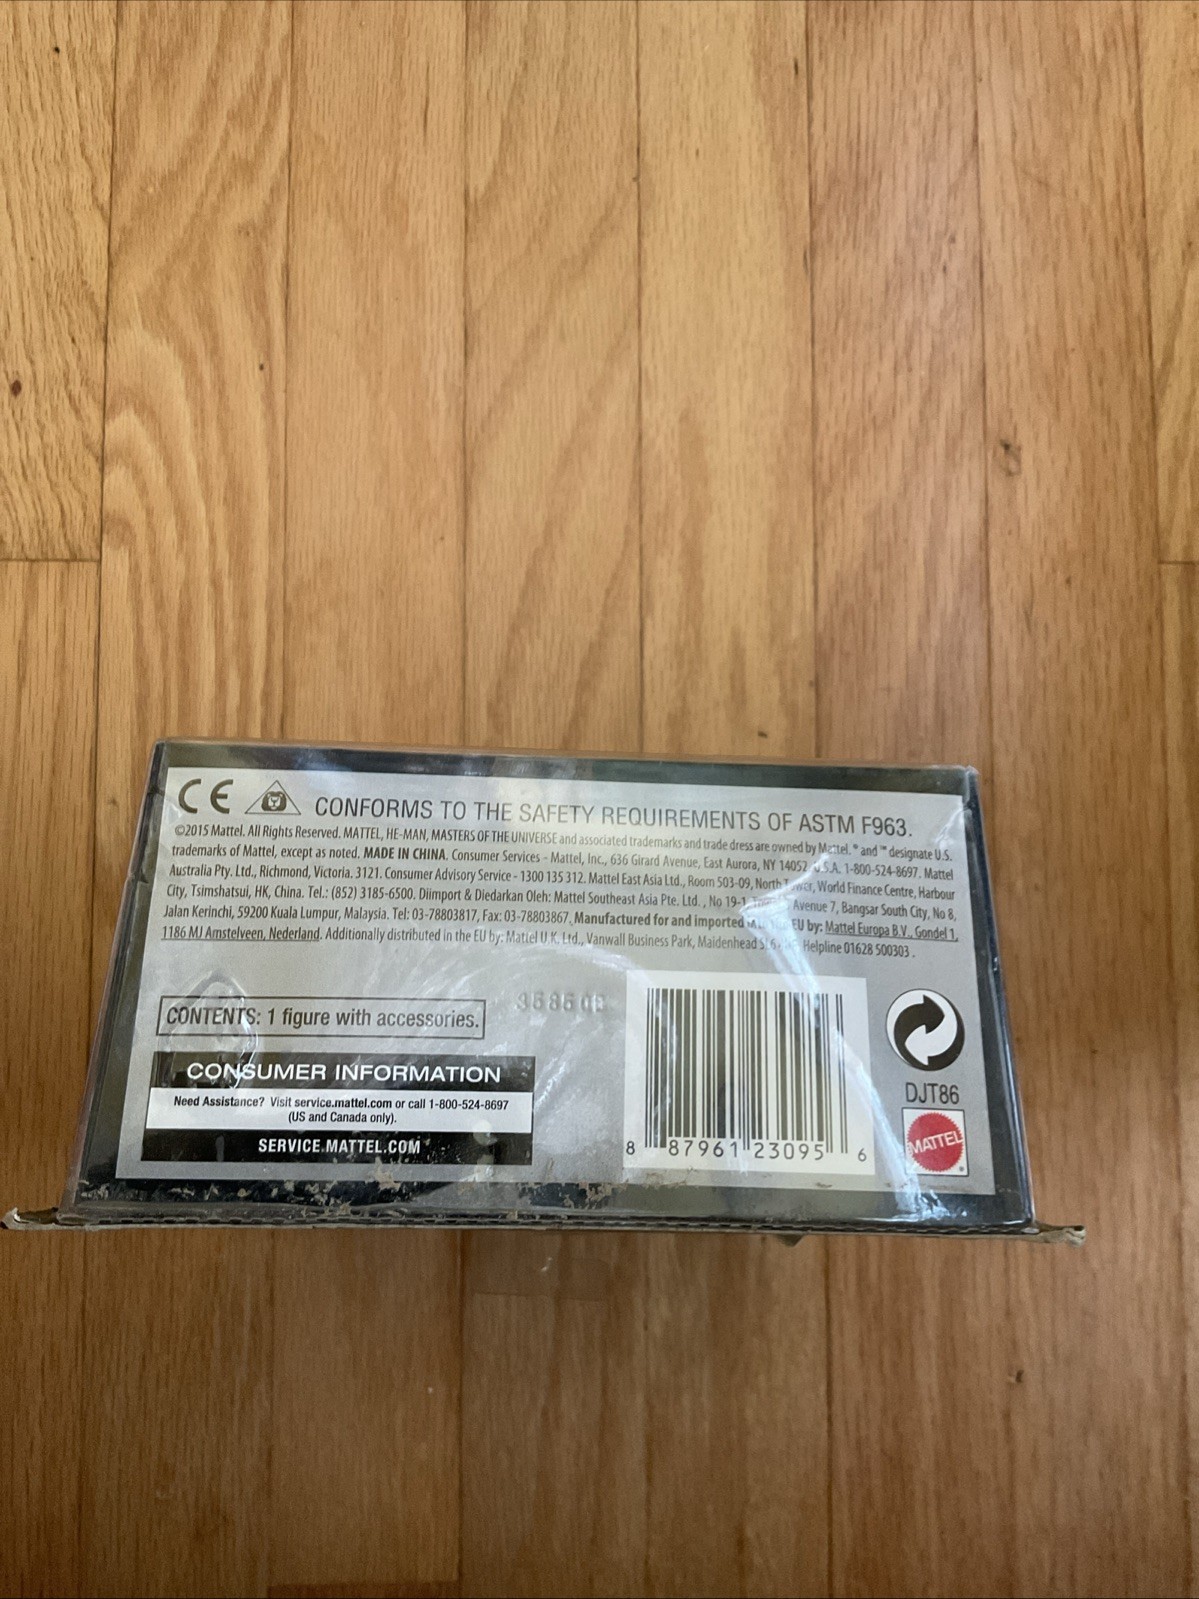 CE CONFORMS TO THE SAFETY REQUIREMENTS OF ASTM F963.
©2015 Mattel. All Rights Reserved. MATTEL, HE-MAN, MASTERS OF THE UNIVERSE and associated trademarks and trade dress are owned by Mattel. ® and ™ designate U.S.
trademarks of Mattel, except as noted. MADE IN CHINA. Consumer Services – Mattel, Inc., 636 Girard Avenue, East Aurora, NY 14052, U.S.A. 1-800-524-8697. Mattel
Australia Pty. Ltd., Richmond, Victoria. 3121. Consumer Advisory Service - 1300 135 312. Mattel East Asia Ltd., Room 503-09, North Tower, World Finance Centre, Harbour
City, Tsimshatsui, HK, China. Tel.: (852) 3185-6500. Diimport & Diedarkan Oleh: Mattel Southeast Asia Pte. Ltd. , No 19-1, Avenue 7, Bangsar South City, No 8,
Jalan Kerinchi, 59200 Kuala Lumpur, Malaysia. Tel: 03-78803817, Fax: 03-78803867. Manufactured for and imported EU by: Mattel Europa B.V., Gondel 1,
1186 MJ Amstelveen, Nederland. Additionally distributed in the EU by: Mattel U.K. Ltd., Vanwall Business Park, Maidenhead Helpline 01628 500303 .
CONTENTS: 1 figure with accessories.
CONSUMER INFORMATION
Need Assistance? Visit service.mattel.com or call 1-800-524-8697
(US and Canada only).
SERVICE.MATTEL.COM
8 87961 23095 6
DJT86
MATTEL